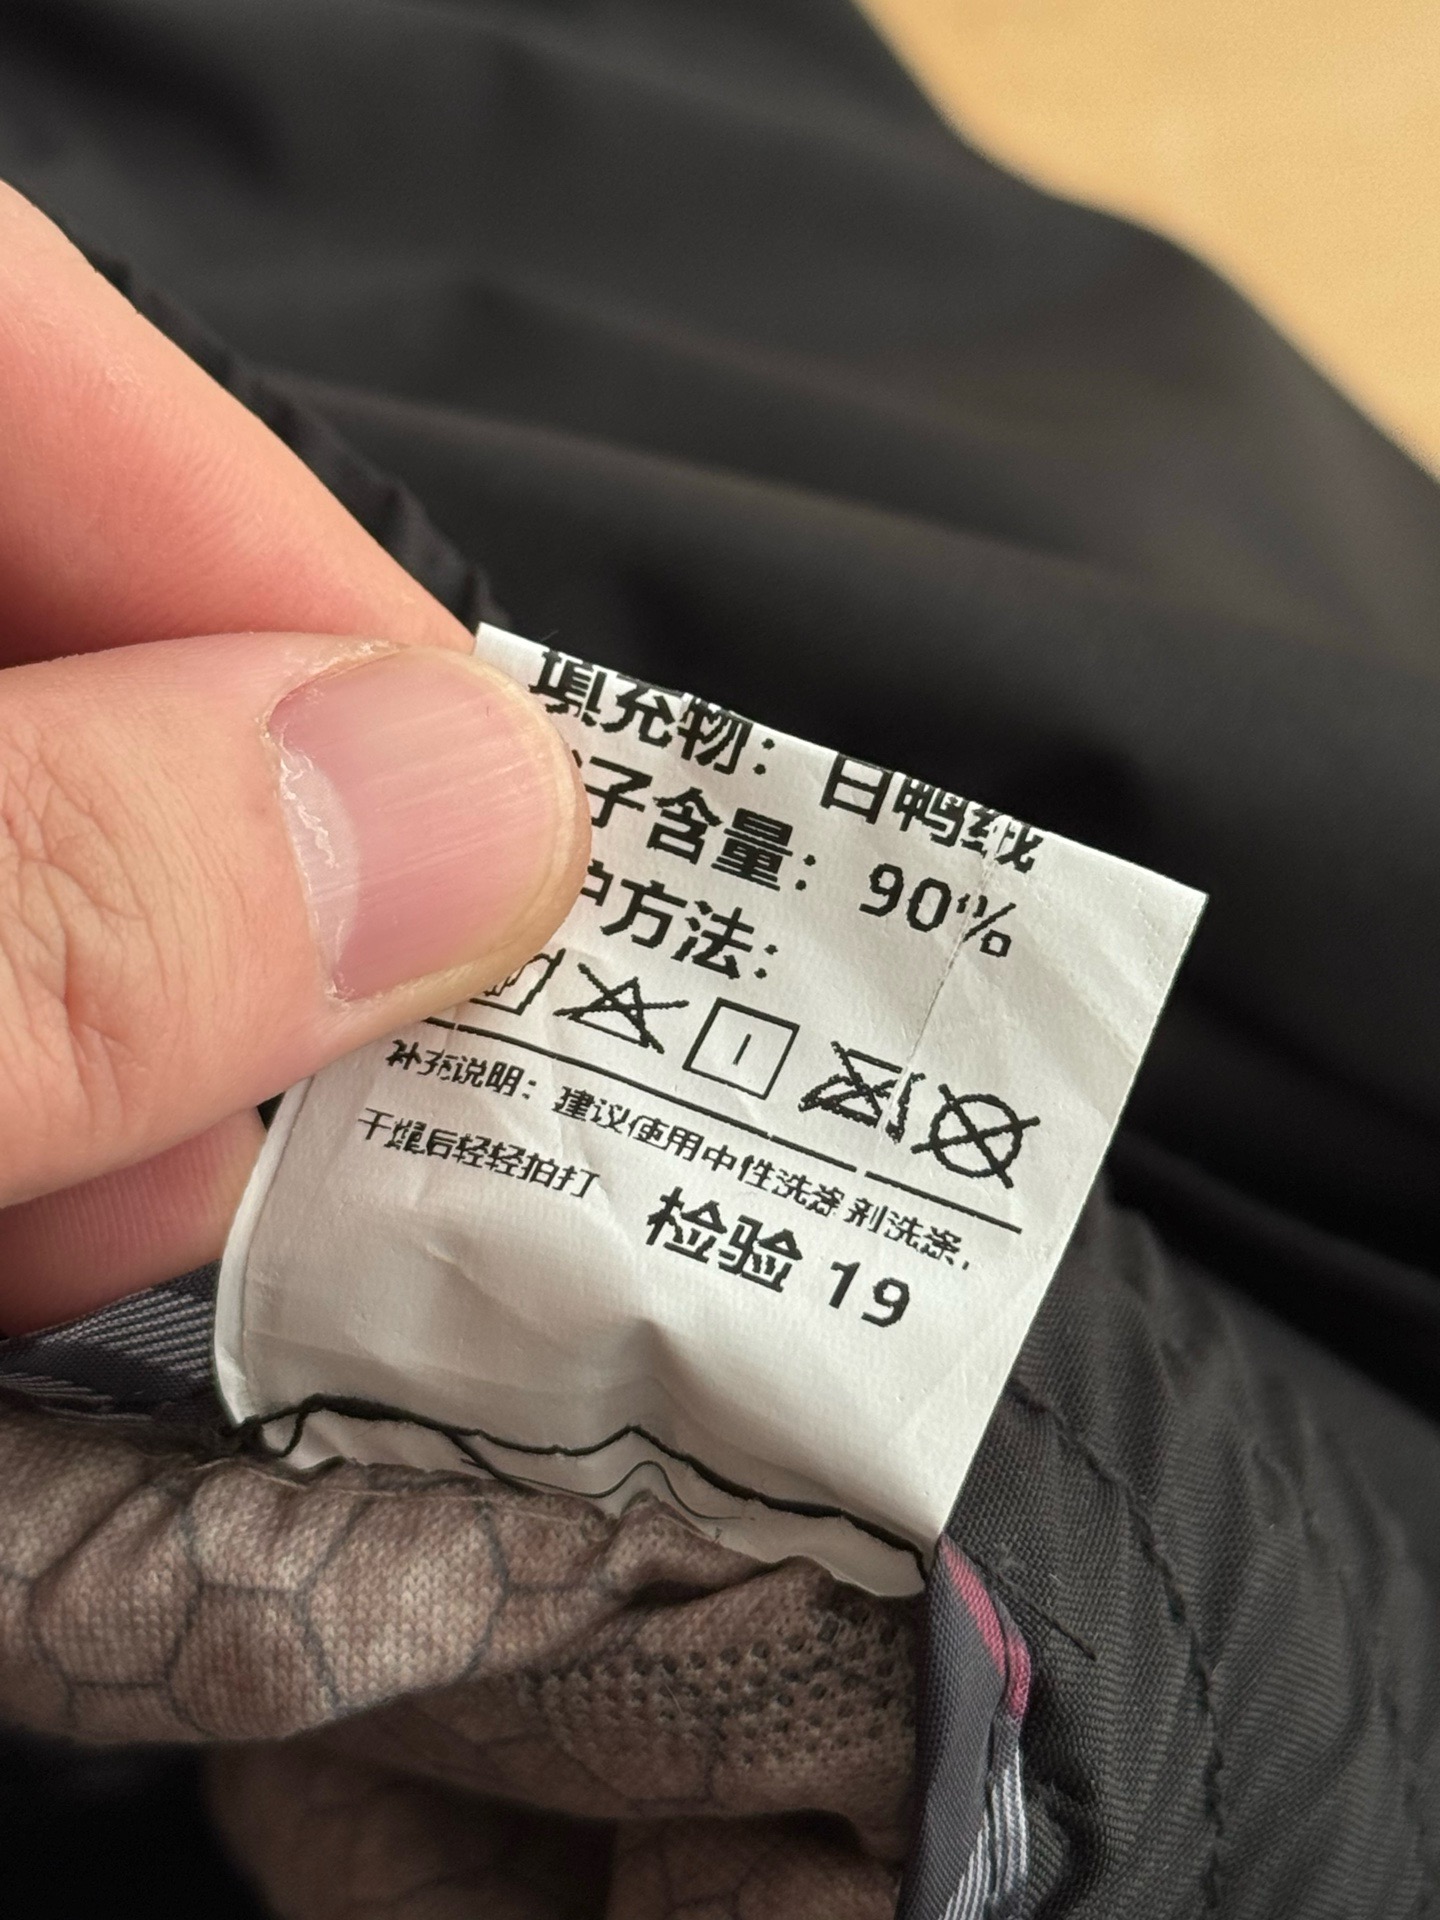 填充物：白鸭绒
子含量：90%
方法：
补充说明：建议使用中性洗涤剂洗涤，
干燥后轻轻拍打
检验 19